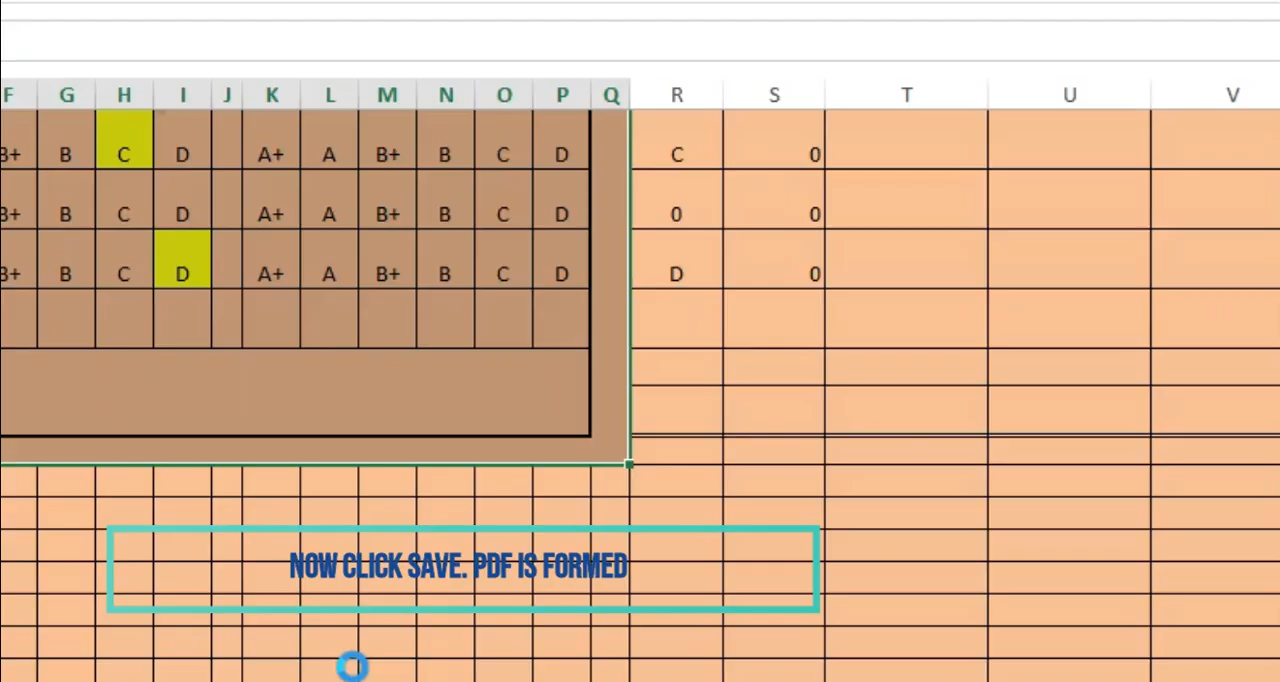 F G H I J K L M N O P Q R S T U V
B+ B C D A+ A B+ B C D C 0
B+ B C D A+ A B+ B C D 0 0
B+ B C D A+ A B+ B C D D 0
NOW CLICK SAVE. PDF IS FORMED